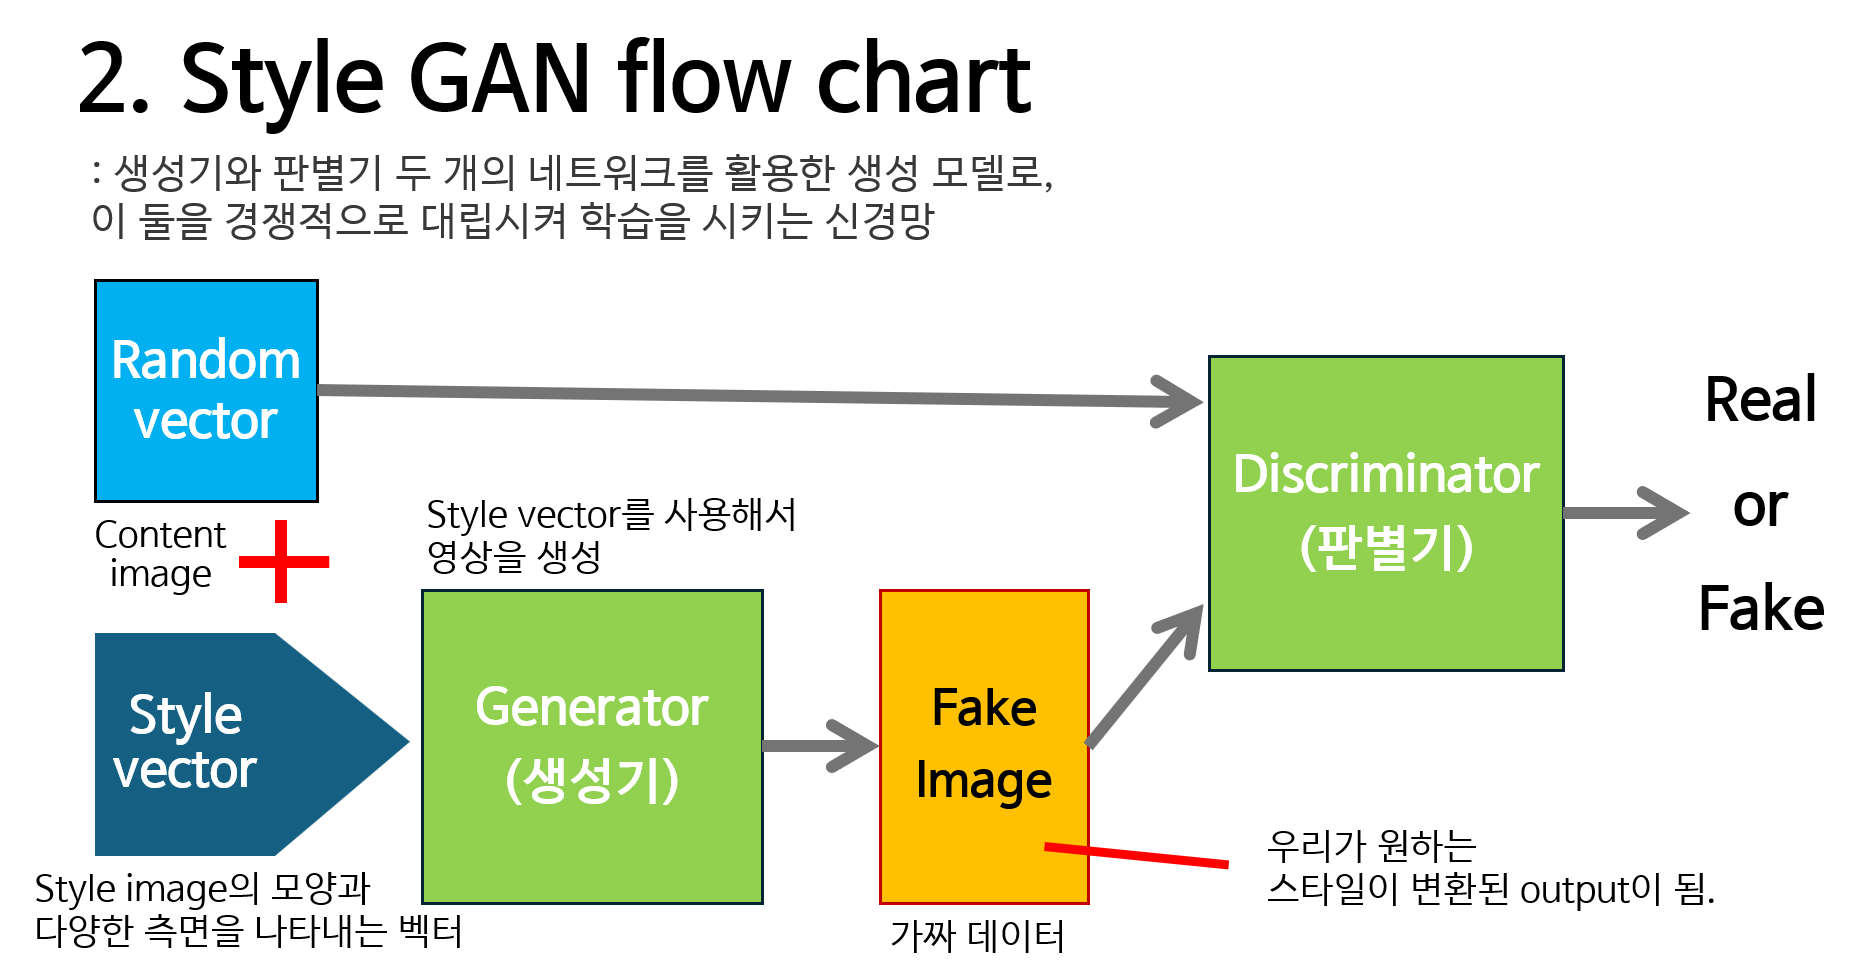 2. Style GAN flow chart
: 생성기와 판별기 두 개의 네트워크를 활용한 생성 모델로,
이 둘을 경쟁적으로 대립시켜 학습을 시키는 신경망
Random
vector
Content
image
Style
vector
Style image의 모양과
다양한 측면을 나타내는 벡터
Style vector를 사용해서
영상을 생성
Generator
(생성기)
Fake
Image
가짜 데이터
우리가 원하는
스타일이 변환된 output이 됨.
Discriminator
(판별기)
Real
or
Fake